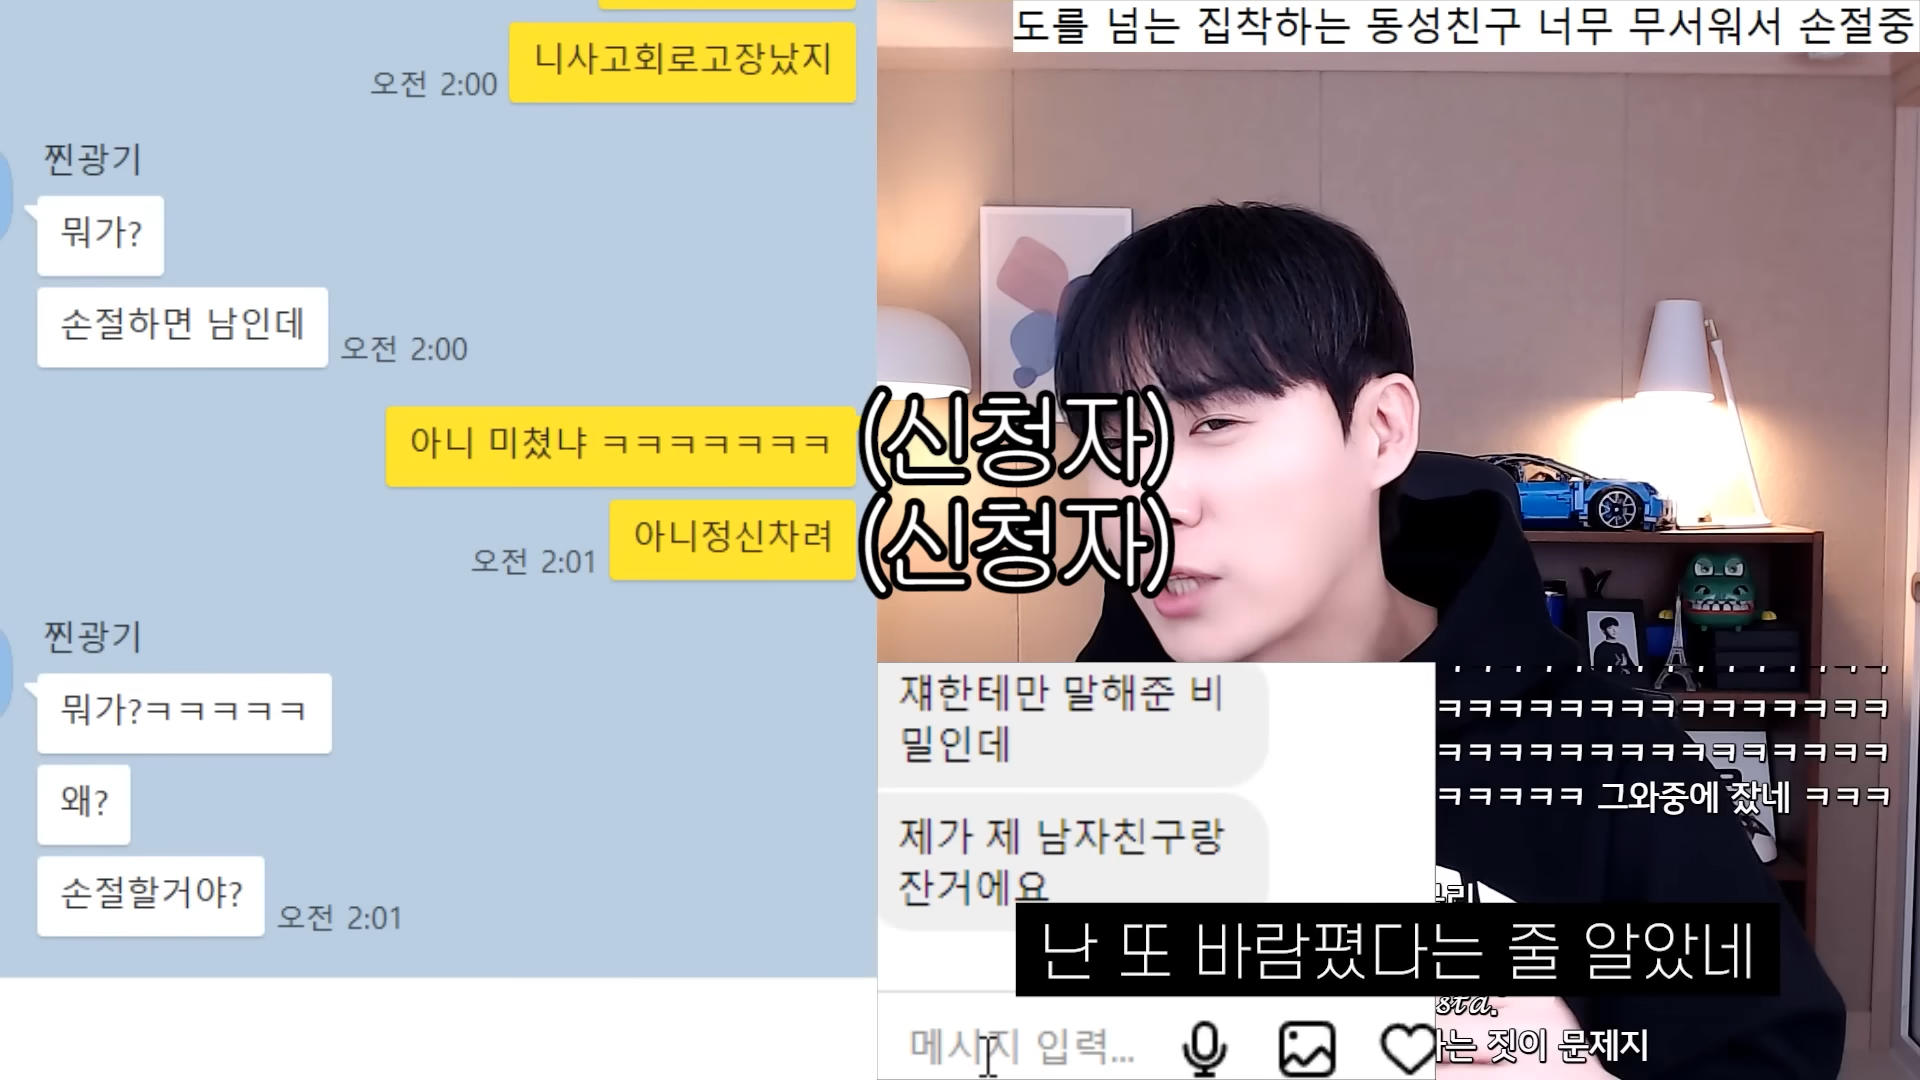 도를 넘는 집착하는 동성친구 너무 무서워서 손절중
니사고회로고장났지
오전 2:00
찐광기
뭐가?
손절하면 남인데
오전 2:00
아니 미쳤냐 ㅋㅋㅋㅋㅋㅋㅋ
(신청자)
아니정신차려
오전 2:01
(신청자)
찐광기
뭐가?ㅋㅋㅋㅋㅋ
왜?
손절할거야?
오전 2:01
쟤한테만 말해준 비
밀인데
제가 제 남자친구랑
잔거에요
메시지 입력...
ㅋㅋㅋㅋㅋㅋㅋㅋㅋㅋㅋㅋㅋㅋㅋ
ㅋㅋㅋㅋㅋㅋㅋㅋㅋㅋㅋㅋㅋㅋㅋ
ㅋㅋㅋㅋㅋ 그와중에 잤네 ㅋㅋㅋ
난 또 바람폈다는 줄 알았네
짓이 문제지